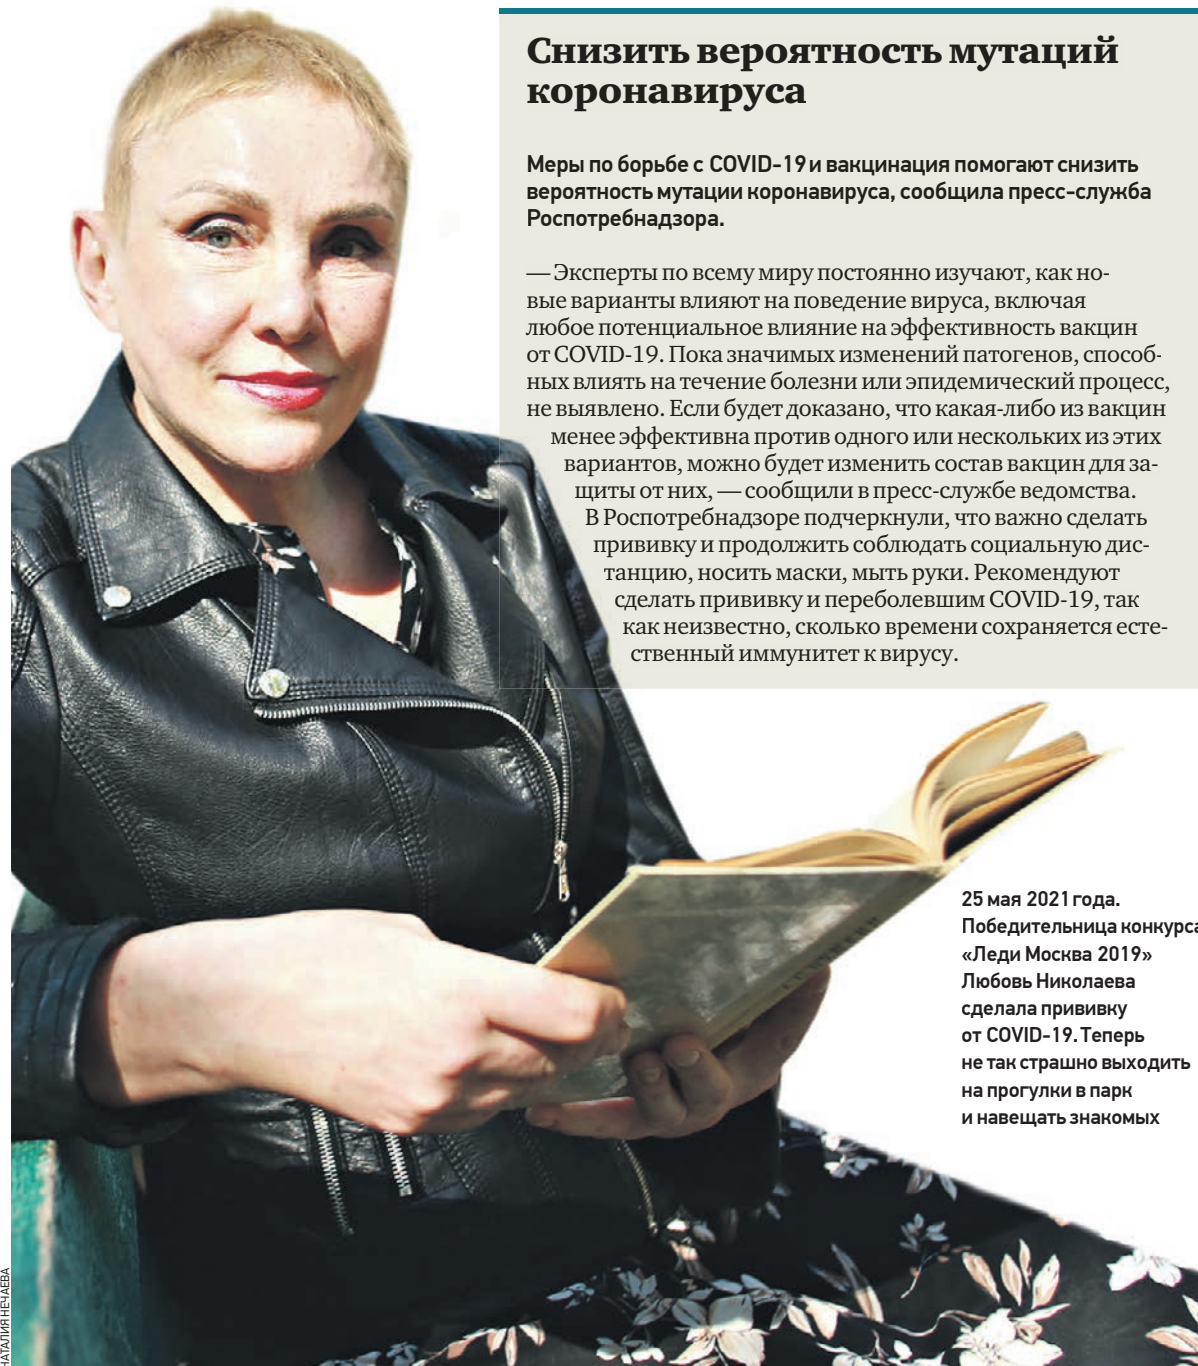 Снизить вероятность мутаций
коронавируса
Меры по борьбе с COVID-19 и вакцинация помогают снизить
вероятность мутации коронавируса, сообщила пресс-служба
Роспотребнадзора.
— Эксперты по всему миру постоянно изучают, как но-
вые варианты влияют на поведение вируса, включая
любое потенциальное влияние на эффективность вакцин
от COVID-19. Пока значимых изменений патогенов, способ-
ных влиять на течение болезни или эпидемический процесс,
не выявлено. Если будет доказано, что какая-либо из вакцин
менее эффективна против одного или нескольких из этих
вариантов, можно будет изменить состав вакцин для за-
щиты от них, — сообщили в пресс-службе ведомства.
В Роспотребнадзоре подчеркнули, что важно сделать
прививку и продолжить соблюдать социальную дис-
танцию, носить маски, мыть руки. Рекомендуют
сделать прививку и переболевшим COVID-19, так
как неизвестно, сколько времени сохраняется есте-
ственный иммунитет к вирусу.
25 мая 2021 года.
Победительница конкурса
«Леди Москва 2019»
Любовь Николаева
сделала прививку
от COVID-19. Теперь
не так страшно выходить
на прогулки в парк
и навещать знакомых
НАТАЛИЯ НЕЧАЕВА